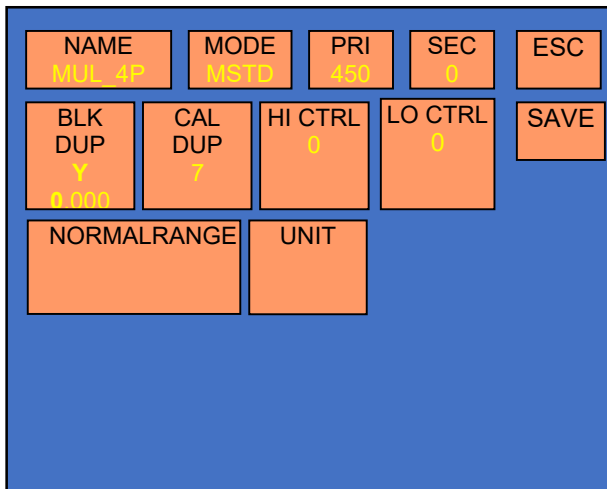 NAME
MUL_4P
MODE
MSTD
PRI
450
SEC
0
ESC
BLK
DUP
Y
0.000
CAL
DUP
7
HI CTRL
0
LO CTRL
0
SAVE
NORMALRANGE
UNIT